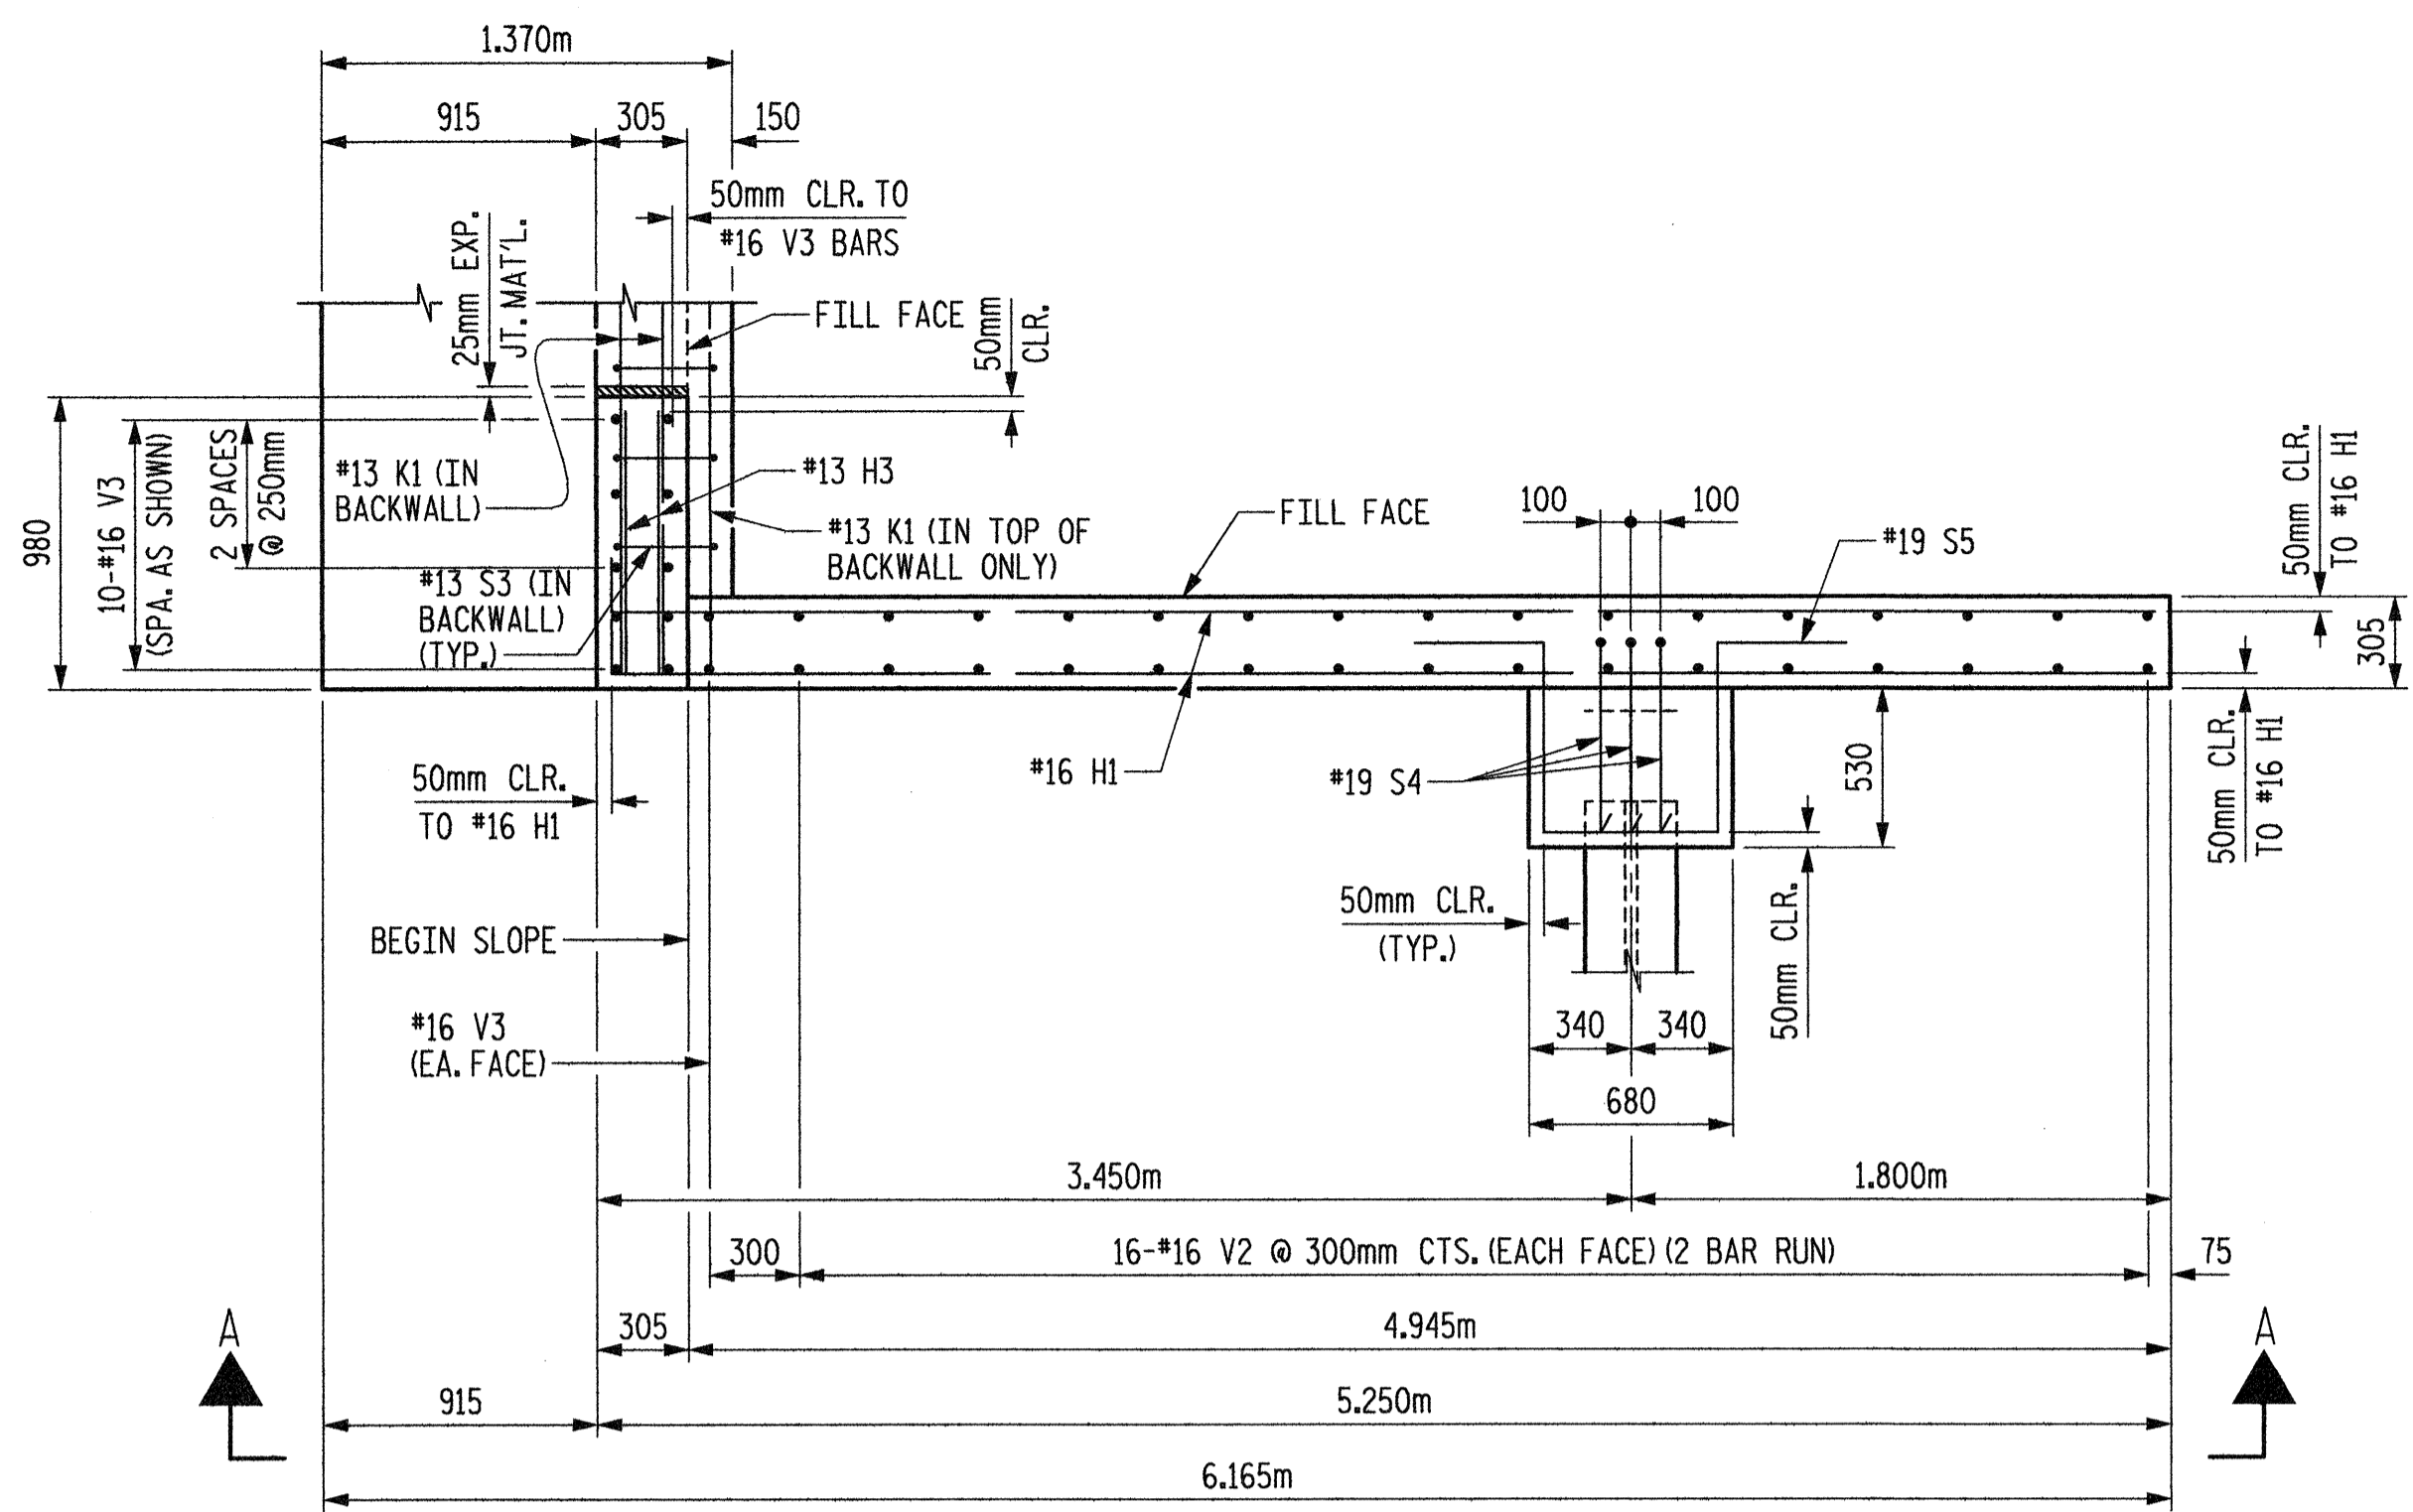 1.370m
915
305
150
50mm CLR. TO
#16 V3 BARS
25mm EXP.
JT. MAT'L.
FILL FACE
50mm
CLR.
980
10-#16 V3
(SPA. AS SHOWN)
2 SPACES
@ 250mm
#13 K1 (IN
BACKWALL)
#13 H3
#13 K1 (IN TOP OF
BACKWALL ONLY)
#13 S3 (IN
BACKWALL)
(TYP.)
FILL FACE
100
100
#19 S5
50mm CLR.
TO #16 H1
305
50mm CLR.
TO #16 H1
#16 H1
#19 S4
530
50mm CLR.
TO #16 H1
50mm CLR.
(TYP.)
50mm CLR.
BEGIN SLOPE
#16 V3
(EA. FACE)
340
340
680
3.450m
1.800m
300
16-#16 V2 @ 300mm CTS. (EACH FACE) (2 BAR RUN)
75
A
305
4.945m
A
915
5.250m
6.165m